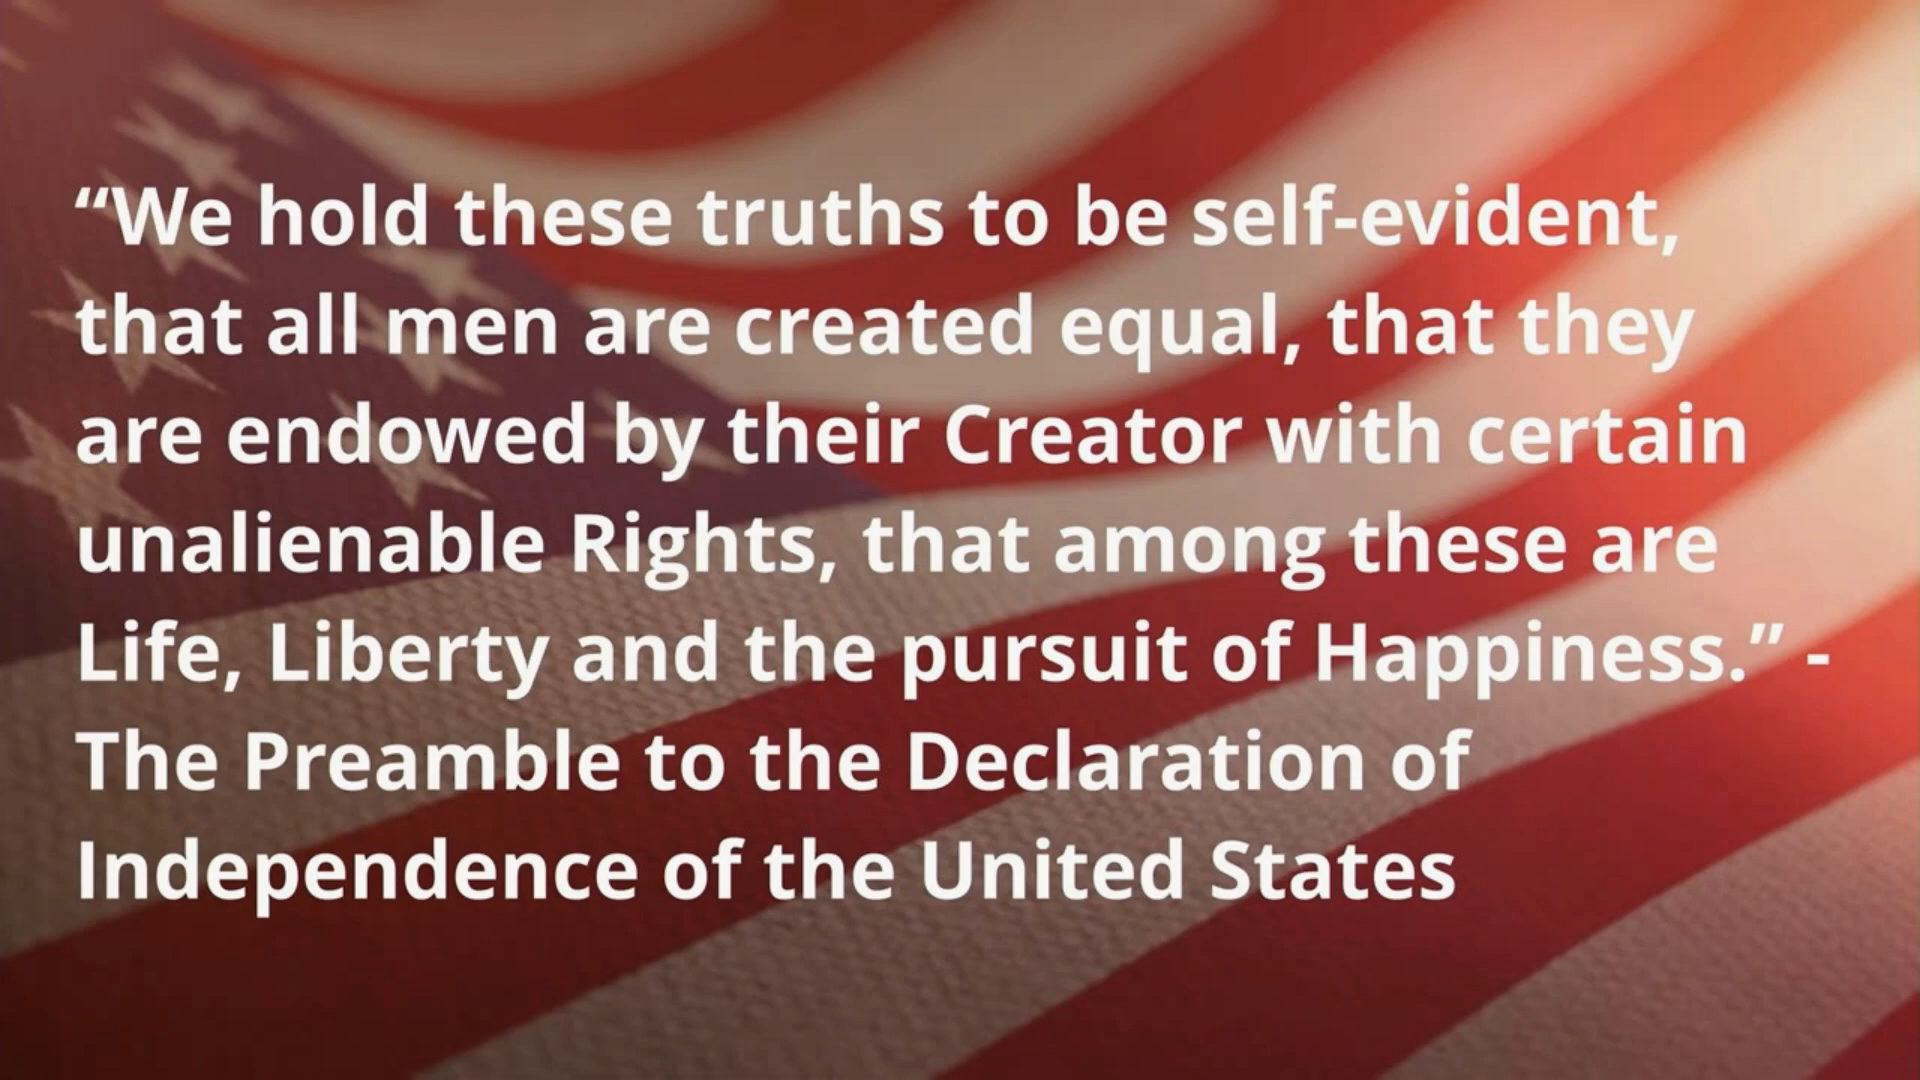 “We hold these truths to be self-evident,
that all men are created equal, that they
are endowed by their Creator with certain
unalienable Rights, that among these are
Life, Liberty and the pursuit of Happiness.” -
The Preamble to the Declaration of
Independence of the United States